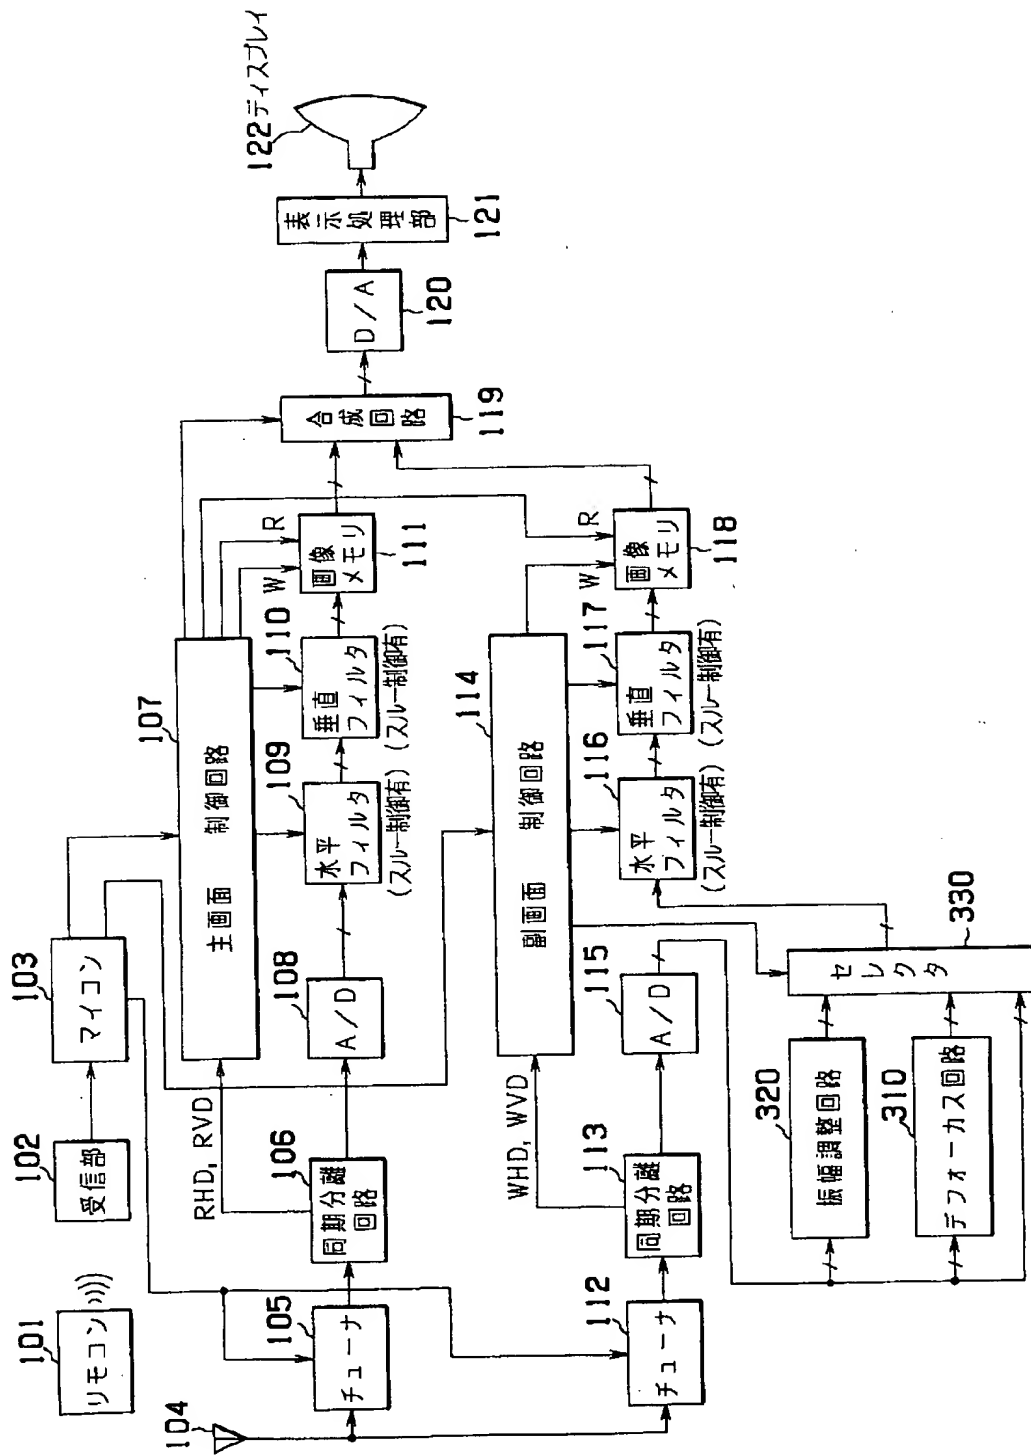 101
リモコン
102
受信部
103
マイコン
104
105
チューナ
106
同期分離
回路
RHD, RVD
107
主画面 制御回路
108
A/D
109
水平
フィルタ
(スルー制御有)
110
垂直
フィルタ
(スルー制御有)
W
R
画像
メモリ
111
112
チューナ
113
同期分離
回路
WHD, WVD
114
副画面 制御回路
115
A/D
116
水平
フィルタ
(スルー制御有)
117
垂直
フィルタ
(スルー制御有)
W
R
画像
メモリ
118
合成回路
119
D/A
120
表示処理部
121
122ディスプレイ
320
振幅調整回路
310
デフォーカス回路
330
セレクタ